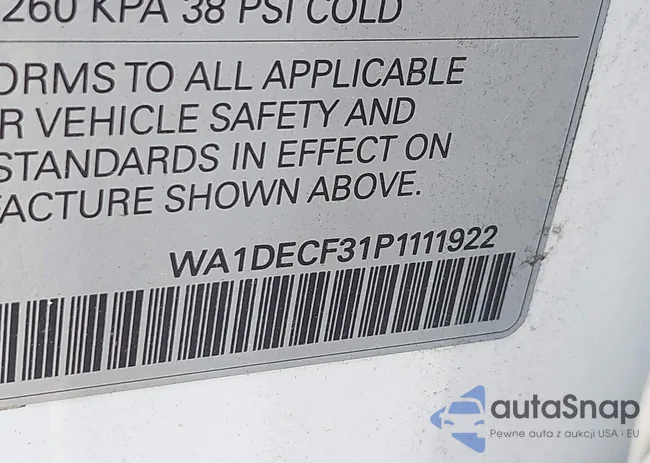 260 KPA 38 PSI COLD
ORMS TO ALL APPLICABLE
R VEHICLE SAFETY AND
STANDARDS IN EFFECT ON
FACTURE SHOWN ABOVE.
WA1DECF31P1111922
autaSnap
Pewne auta z aukcji USA i EU